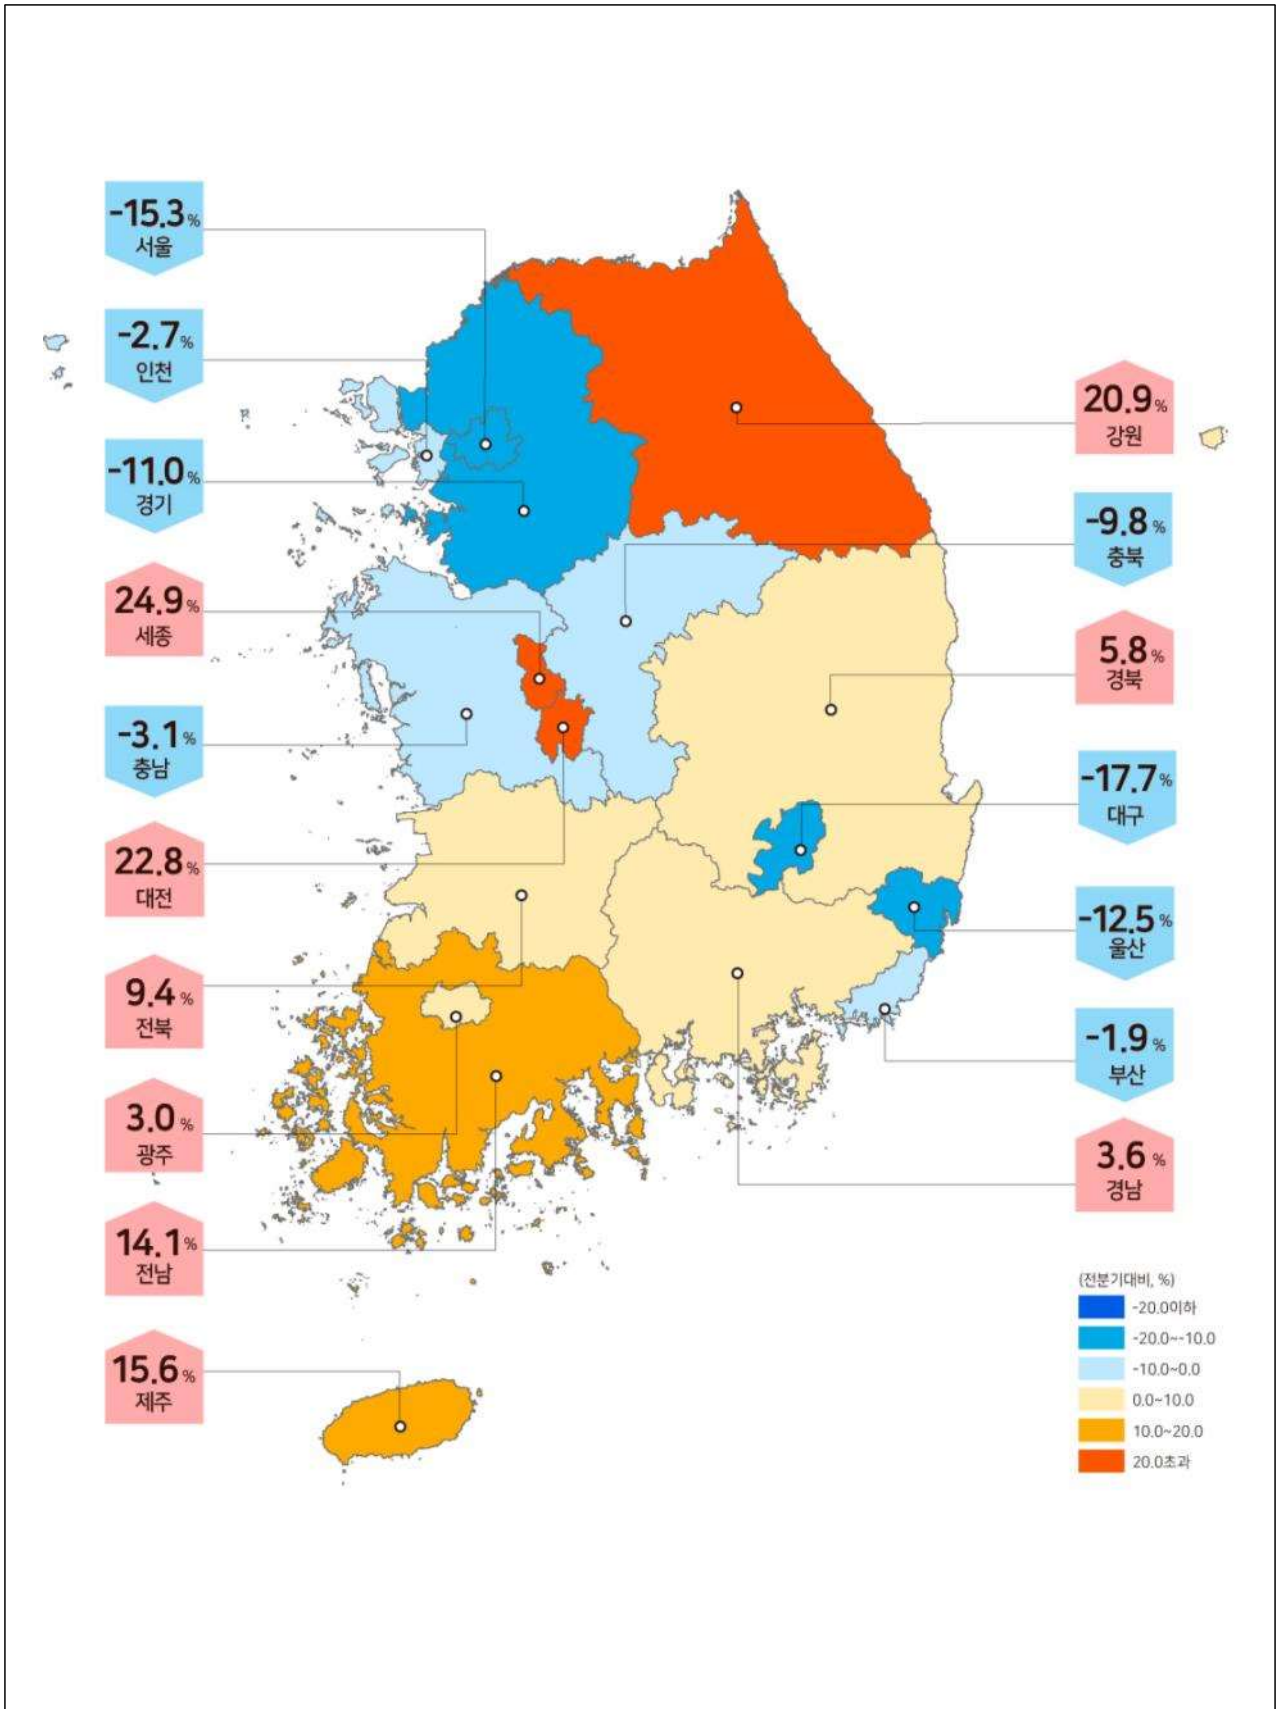 -15.3%
서울
-2.7%
인천
-11.0%
경기
24.9%
세종
-3.1%
충남
22.8%
대전
9.4%
전북
3.0%
광주
14.1%
전남
15.6%
제주
20.9%
강원
-9.8%
충북
5.8%
경북
-17.7%
대구
-12.5%
울산
-1.9%
부산
3.6%
경남
(전분기대비, %)
-20.0이하
-20.0~-10.0
-10.0~0.0
0.0~10.0
10.0~20.0
20.0초과